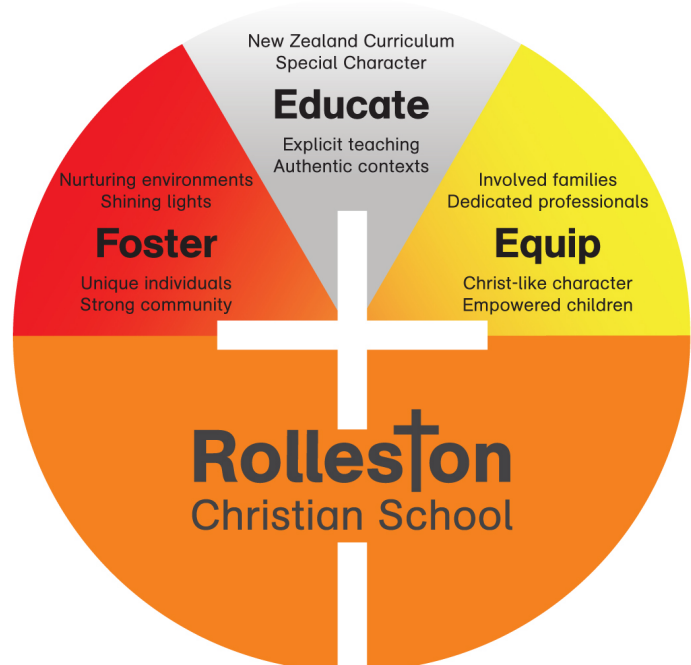 New Zealand Curriculum
Special Character
Educate
Explicit teaching
Authentic contexts
Nurturing environments
Shining lights
Foster
Unique individuals
Strong community
Involved families
Dedicated professionals
Equip
Christ-like character
Empowered children
Rolleston
Christian School